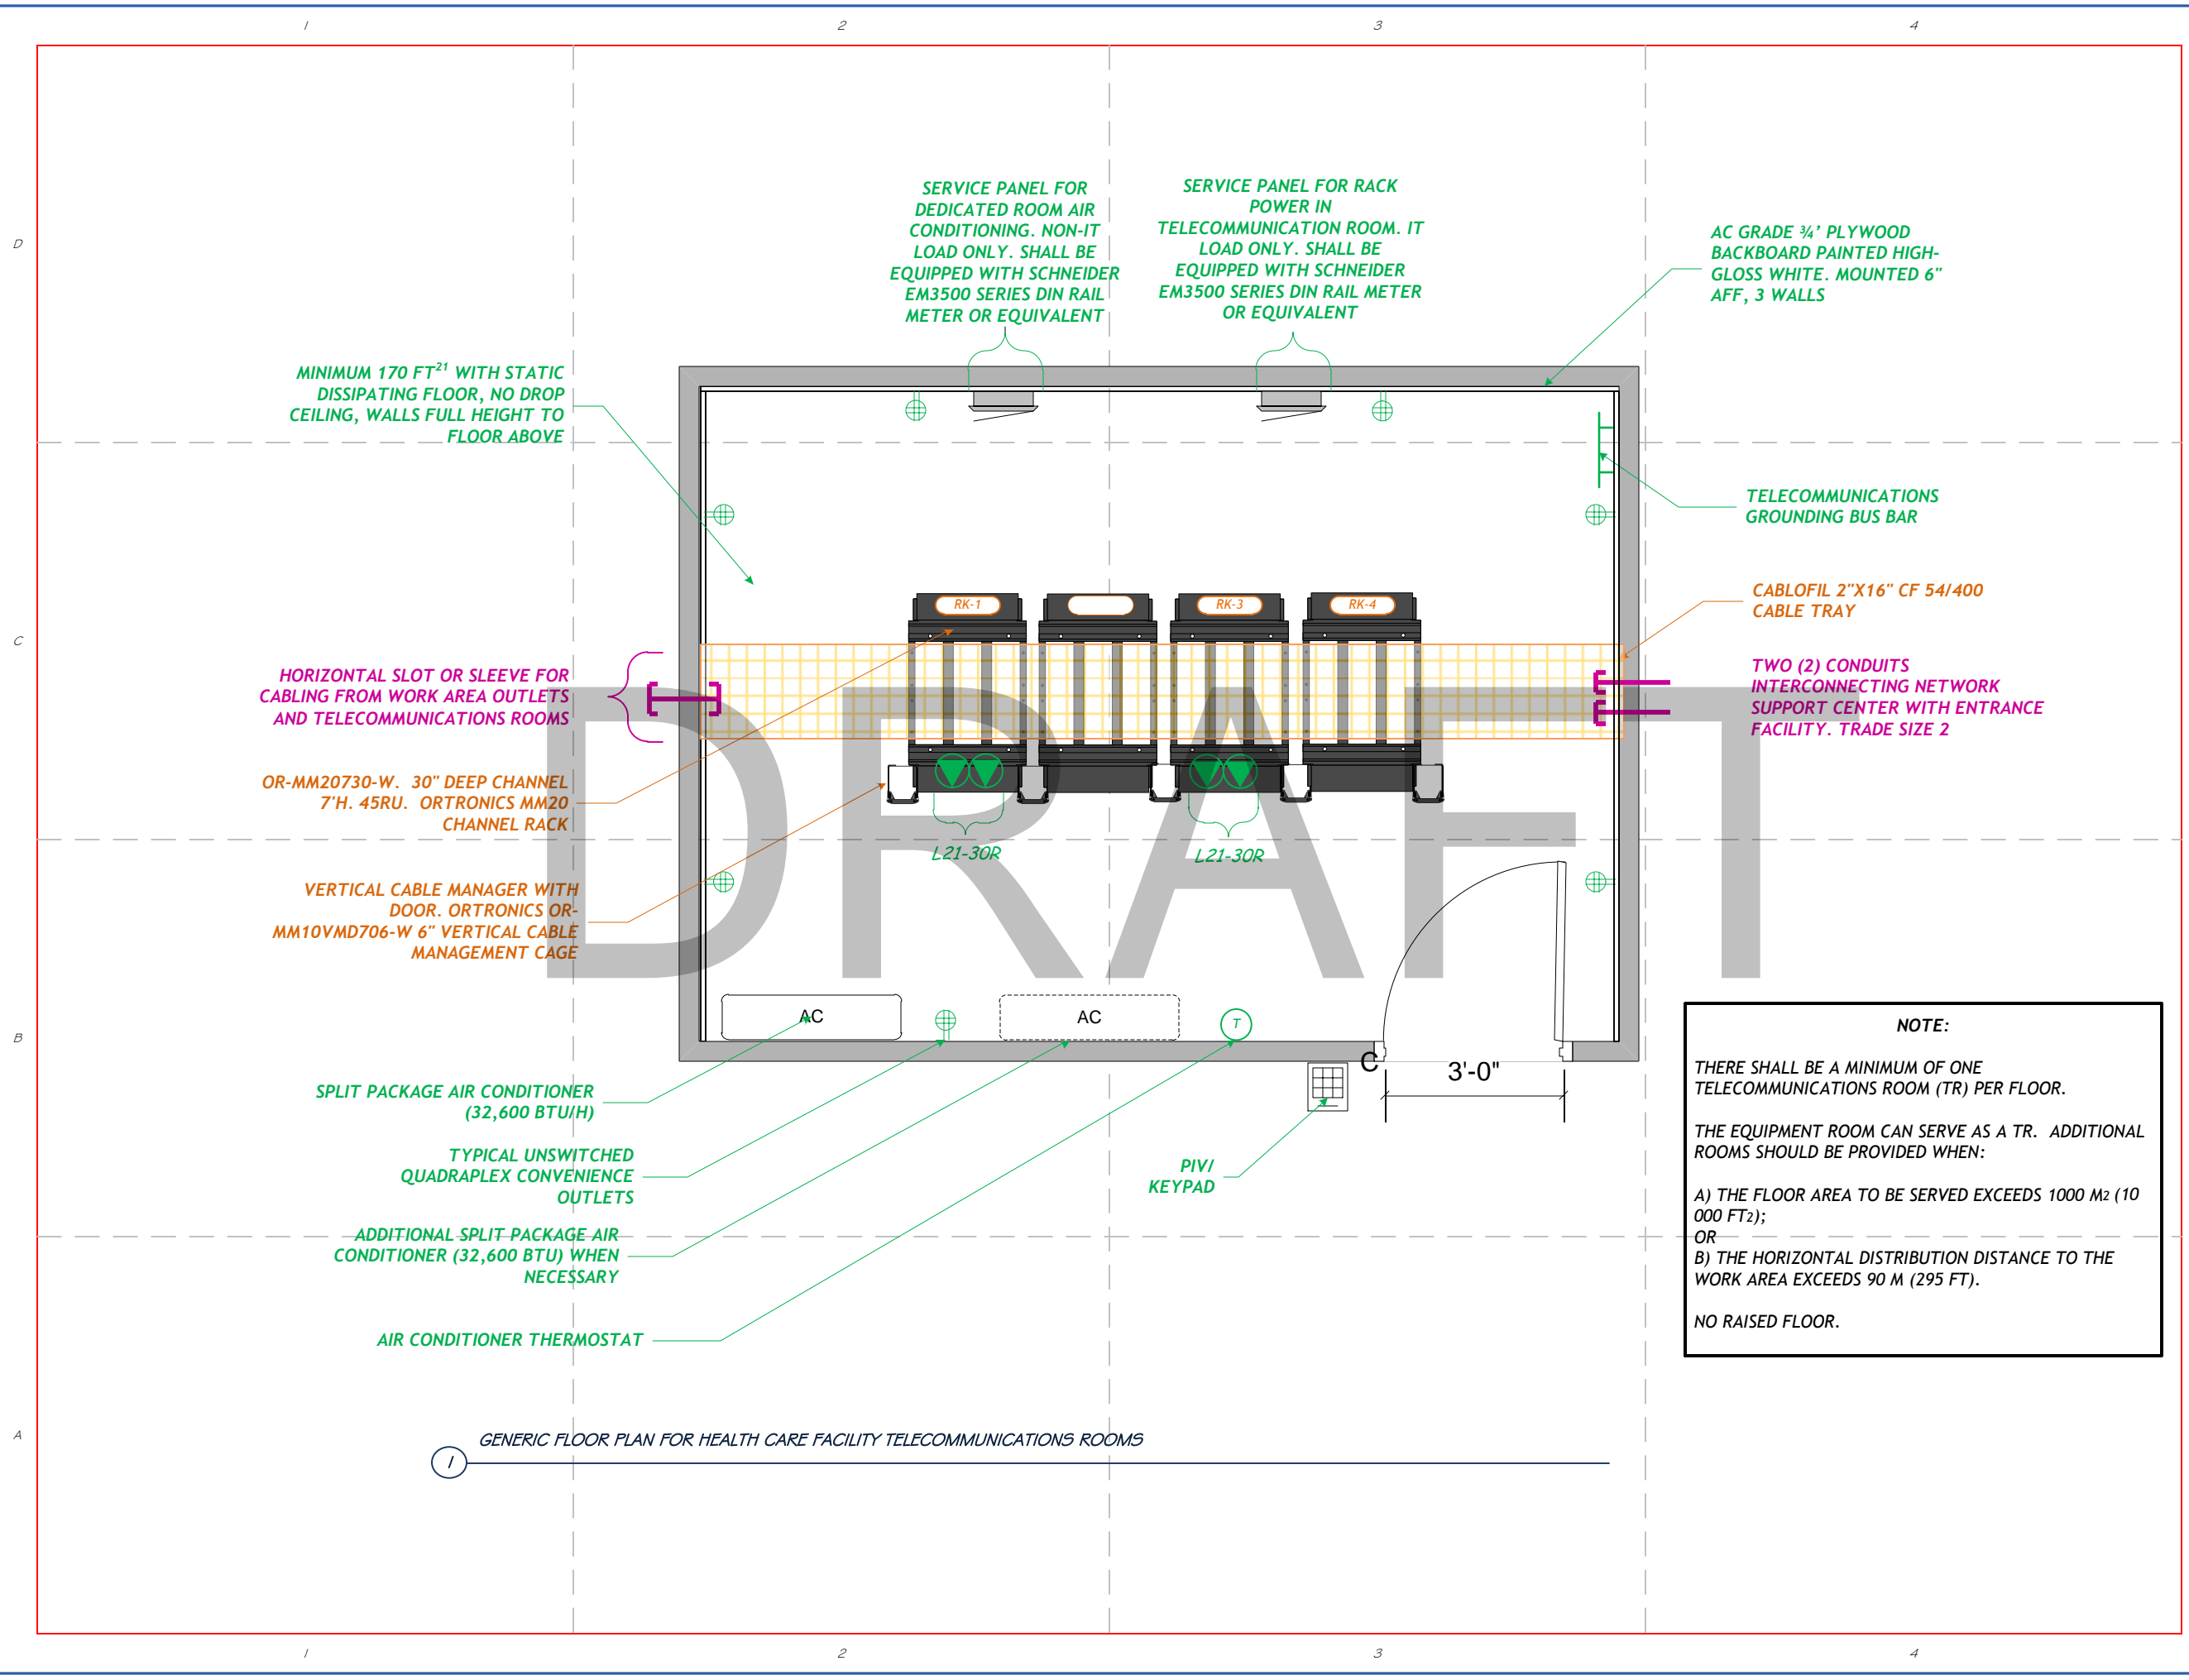 1
2
3
4
D
C
B
A
SERVICE PANEL FOR
DEDICATED ROOM AIR
CONDITIONING. NON-IT
LOAD ONLY. SHALL BE
EQUIPPED WITH SCHNEIDER
EM3500 SERIES DIN RAIL
METER OR EQUIVALENT
SERVICE PANEL FOR RACK
POWER IN
TELECOMMUNICATION ROOM. IT
LOAD ONLY. SHALL BE
EQUIPPED WITH SCHNEIDER
EM3500 SERIES DIN RAIL METER
OR EQUIVALENT
AC GRADE ¾' PLYWOOD
BACKBOARD PAINTED HIGH-
GLOSS WHITE. MOUNTED 6"
AFF, 3 WALLS
MINIMUM 170 FT²¹ WITH STATIC
DISSIPATING FLOOR, NO DROP
CEILING, WALLS FULL HEIGHT TO
FLOOR ABOVE
TELECOMMUNICATIONS
GROUNDING BUS BAR
CABLOFIL 2"X16" CF 54/400
CABLE TRAY
RK-1
RK-3
RK-4
HORIZONTAL SLOT OR SLEEVE FOR
CABLING FROM WORK AREA OUTLETS
AND TELECOMMUNICATIONS ROOMS
TWO (2) CONDUITS
INTERCONNECTING NETWORK
SUPPORT CENTER WITH ENTRANCE
FACILITY. TRADE SIZE 2
OR-MM20730-W. 30" DEEP CHANNEL
7'H. 45RU. ORTRONICS MM20
CHANNEL RACK
L21-30R
L21-30R
DRAFT
VERTICAL CABLE MANAGER WITH
DOOR. ORTRONICS OR-
MM10VMD706-W 6" VERTICAL CABLE
MANAGEMENT CAGE
AC
AC
T
C
3'-0"
SPLIT PACKAGE AIR CONDITIONER
(32,600 BTU/H)
TYPICAL UNSWITCHED
QUADRAPLEX CONVENIENCE
OUTLETS
PIV/
KEYPAD
ADDITIONAL SPLIT PACKAGE AIR
CONDITIONER (32,600 BTU) WHEN
NECESSARY
AIR CONDITIONER THERMOSTAT
NOTE:
THERE SHALL BE A MINIMUM OF ONE
TELECOMMUNICATIONS ROOM (TR) PER FLOOR.
THE EQUIPMENT ROOM CAN SERVE AS A TR. ADDITIONAL
ROOMS SHOULD BE PROVIDED WHEN:
A) THE FLOOR AREA TO BE SERVED EXCEEDS 1000 M2 (10
000 FT2);
OR
B) THE HORIZONTAL DISTRIBUTION DISTANCE TO THE
WORK AREA EXCEEDS 90 M (295 FT).
NO RAISED FLOOR.
1
GENERIC FLOOR PLAN FOR HEALTH CARE FACILITY TELECOMMUNICATIONS ROOMS
1
2
3
4